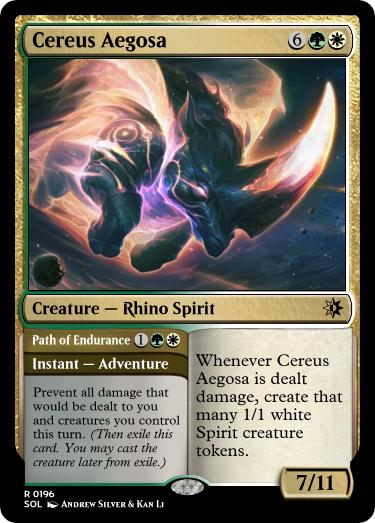 Cereus Aegosa 6
Creature — Rhino Spirit
Path of Endurance 1
Instant — Adventure
Prevent all damage that
would be dealt to you
and creatures you control
this turn. (Then exile this
card. You may cast the
creature later from exile.)
Whenever Cereus
Aegosa is dealt
damage, create that
many 1/1 white
Spirit creature
tokens.
7/11
R 0196
SOL Andrew Silver & Kan Li